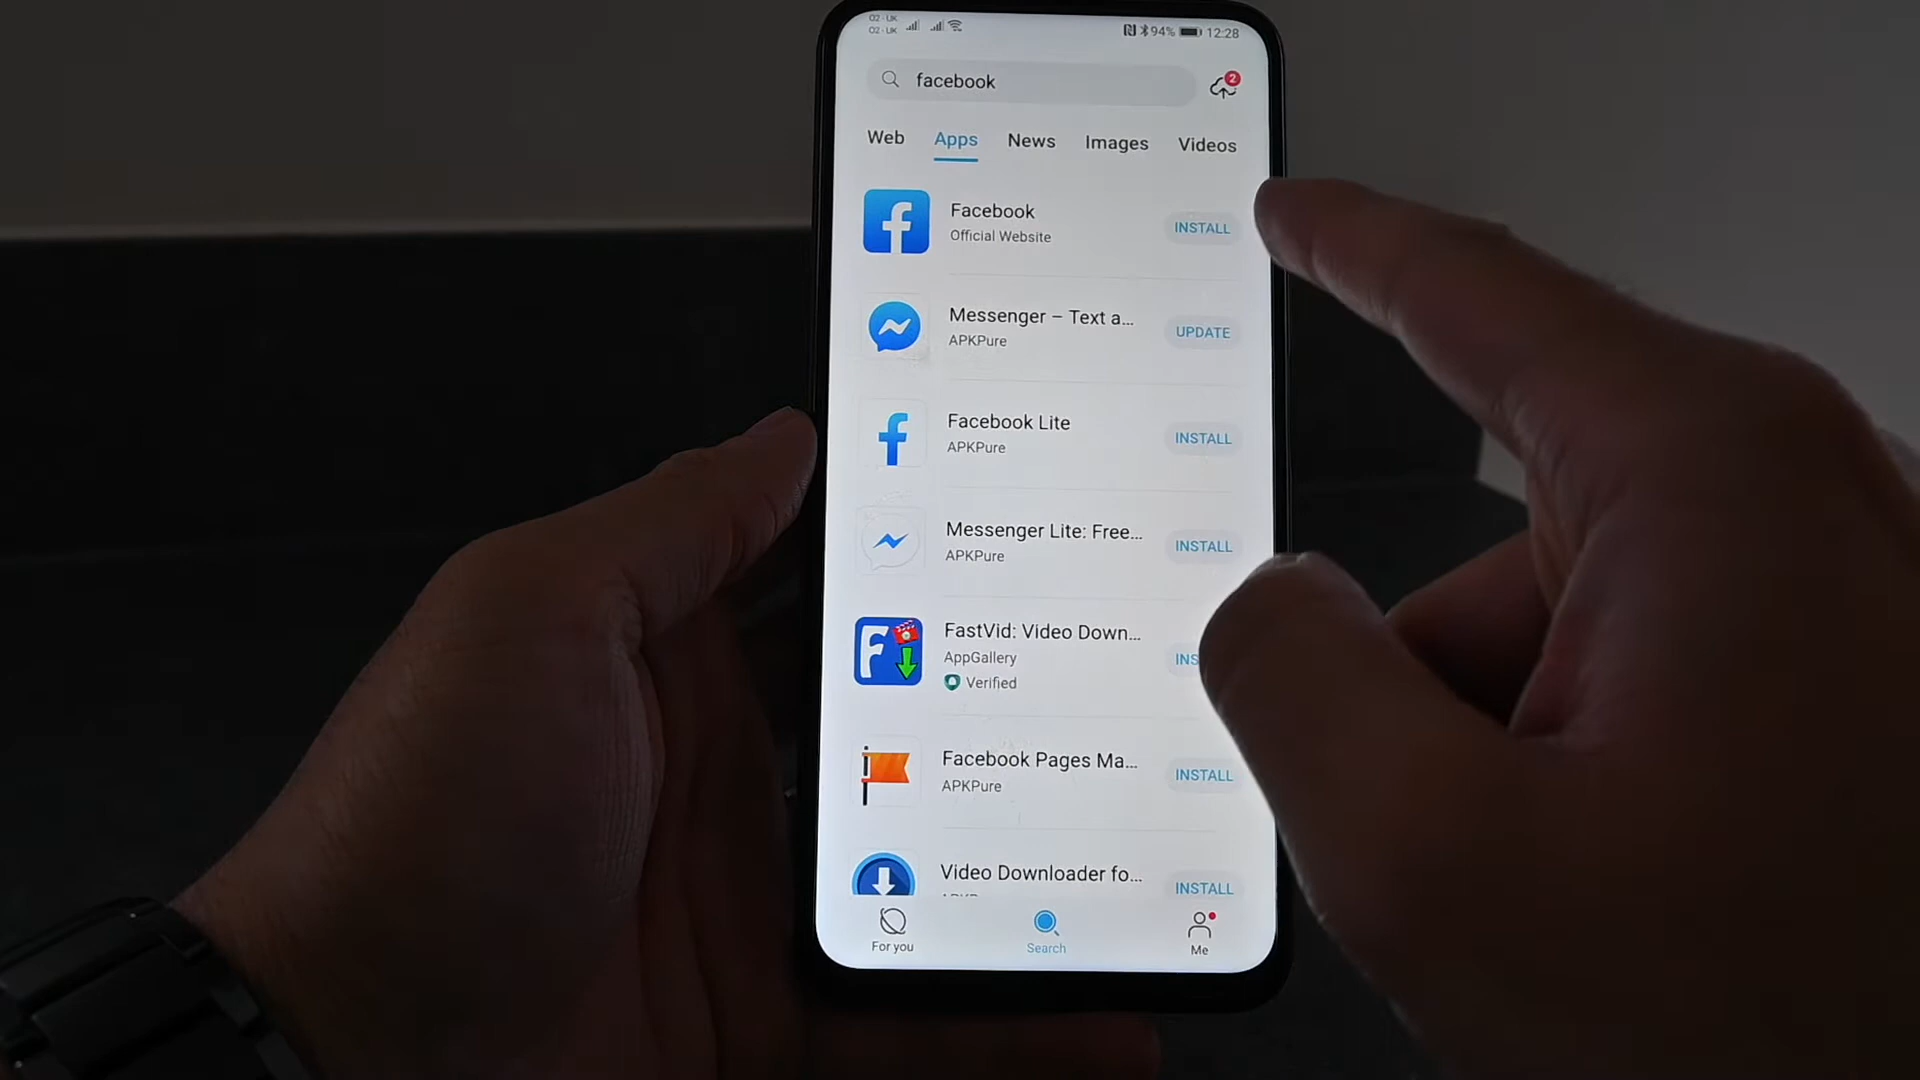 O2 - UK
O2 - UK
94% 12:28
facebook
2
Web Apps News Images Videos
Facebook
Official Website
INSTALL
Messenger – Text a...
APKPure
UPDATE
Facebook Lite
APKPure
INSTALL
Messenger Lite: Free...
APKPure
INSTALL
FastVid: Video Down...
AppGallery
Verified
INS
Facebook Pages Ma...
APKPure
INSTALL
Video Downloader fo...
INSTALL
For you
Search
Me